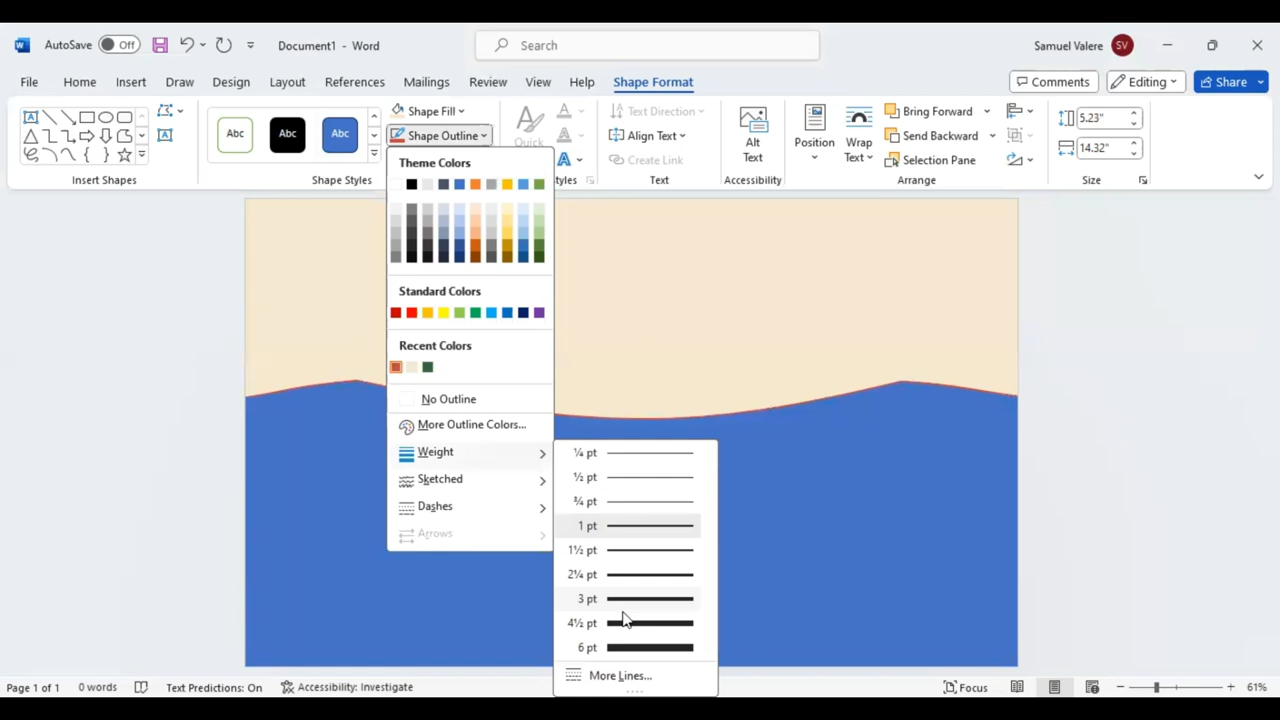 AutoSave Off Document1 - Word Search Samuel Valere SV
File Home Insert Draw Design Layout References Mailings Review View Help Shape Format Comments Editing Share
Abc Abc Abc
Shape Fill
Shape Outline
Quick
Text Direction
Align Text
Create Link
Alt
Text
Position
Wrap
Text
Bring Forward
Send Backward
Selection Pane
5.23"
14.32"
Insert Shapes Shape Styles yles Text Accessibility Arrange Size
Theme Colors
Standard Colors
Recent Colors
No Outline
More Outline Colors...
Weight
Sketched
Dashes
Arrows
¼ pt
½ pt
¾ pt
1 pt
1½ pt
2¼ pt
3 pt
4½ pt
6 pt
More Lines...
Page 1 of 1 0 words Text Predictions: On Accessibility: Investigate Focus 61%